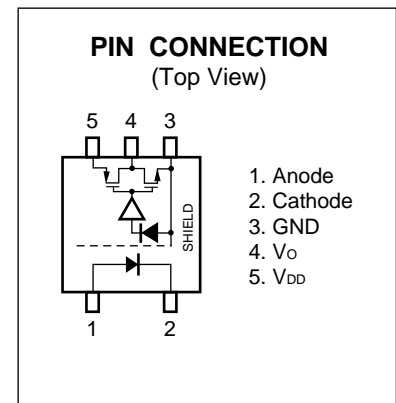 PIN CONNECTION
(Top View)
5 4 3
SHIELD
1 2
1. Anode
2. Cathode
3. GND
4. VO
5. VDD